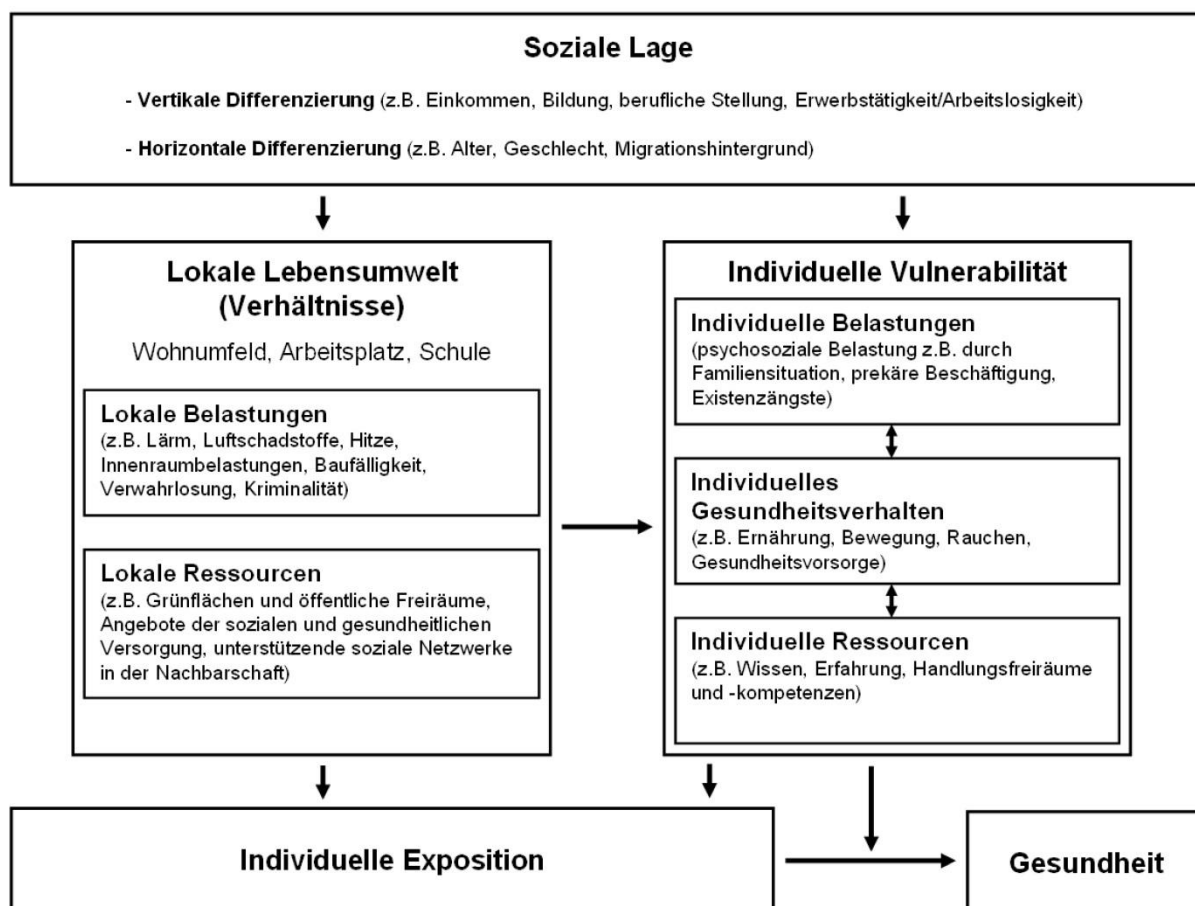 Soziale Lage
- Vertikale Differenzierung (z.B. Einkommen, Bildung, berufliche Stellung, Erwerbstätigkeit/Arbeitslosigkeit)
- Horizontale Differenzierung (z.B. Alter, Geschlecht, Migrationshintergrund)
Lokale Lebensumwelt
(Verhältnisse)
Wohnumfeld, Arbeitsplatz, Schule
Lokale Belastungen
(z.B. Lärm, Luftschadstoffe, Hitze,
Innenraumbelastungen, Baufälligkeit,
Verwahrlosung, Kriminalität)
Lokale Ressourcen
(z.B. Grünflächen und öffentliche Freiräume,
Angebote der sozialen und gesundheitlichen
Versorgung, unterstützende soziale Netzwerke
in der Nachbarschaft)
Individuelle Vulnerabilität
Individuelle Belastungen
(psychosoziale Belastung z.B. durch
Familiensituation, prekäre Beschäftigung,
Existenzängste)
Individuelles
Gesundheitsverhalten
(z.B. Ernährung, Bewegung, Rauchen,
Gesundheitsvorsorge)
Individuelle Ressourcen
(z.B. Wissen, Erfahrung, Handlungsfreiräume
und -kompetenzen)
Individuelle Exposition
Gesundheit